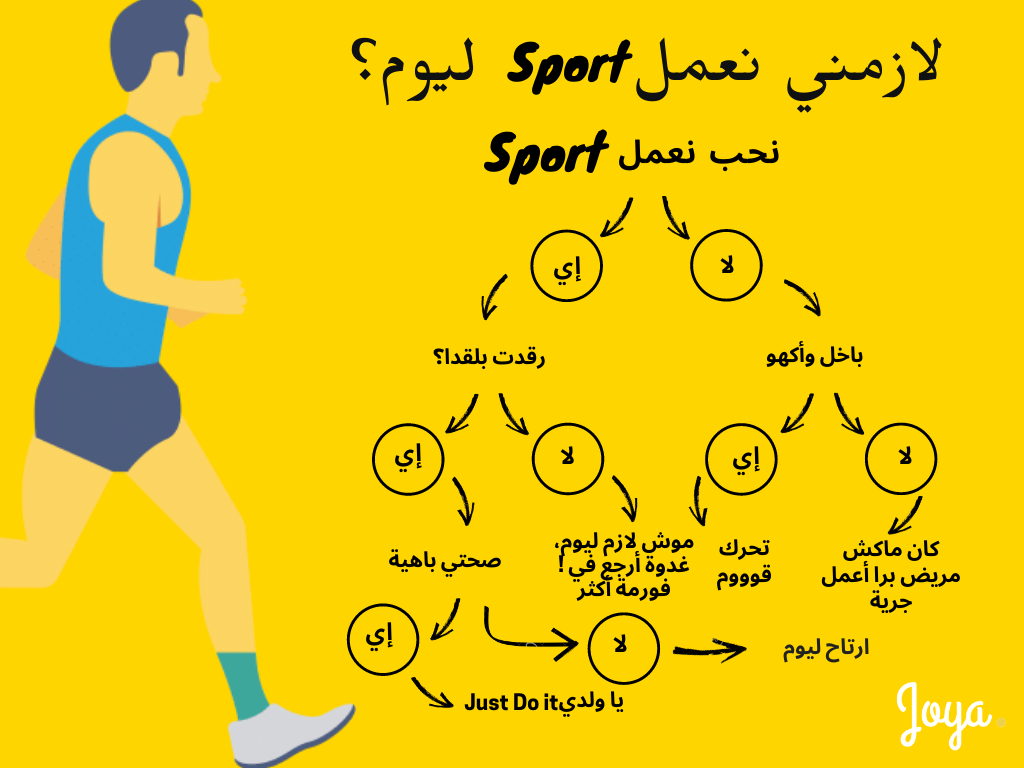 لازمني نعمل Sport ليوم؟
نحب نعمل Sport
إي
لا
رقدت بلقدا؟
باخل وأكهو
إي
لا
إي
لا
صحتي باهية
موش لازم ليوم،
غدوة أرجع في !
فورمة أكثر
تحرك
قوووم
كان ماكش
مريض برا أعمل
جرية
إي
لا
ارتاح ليوم
Just Do it يا ولدي
Joya